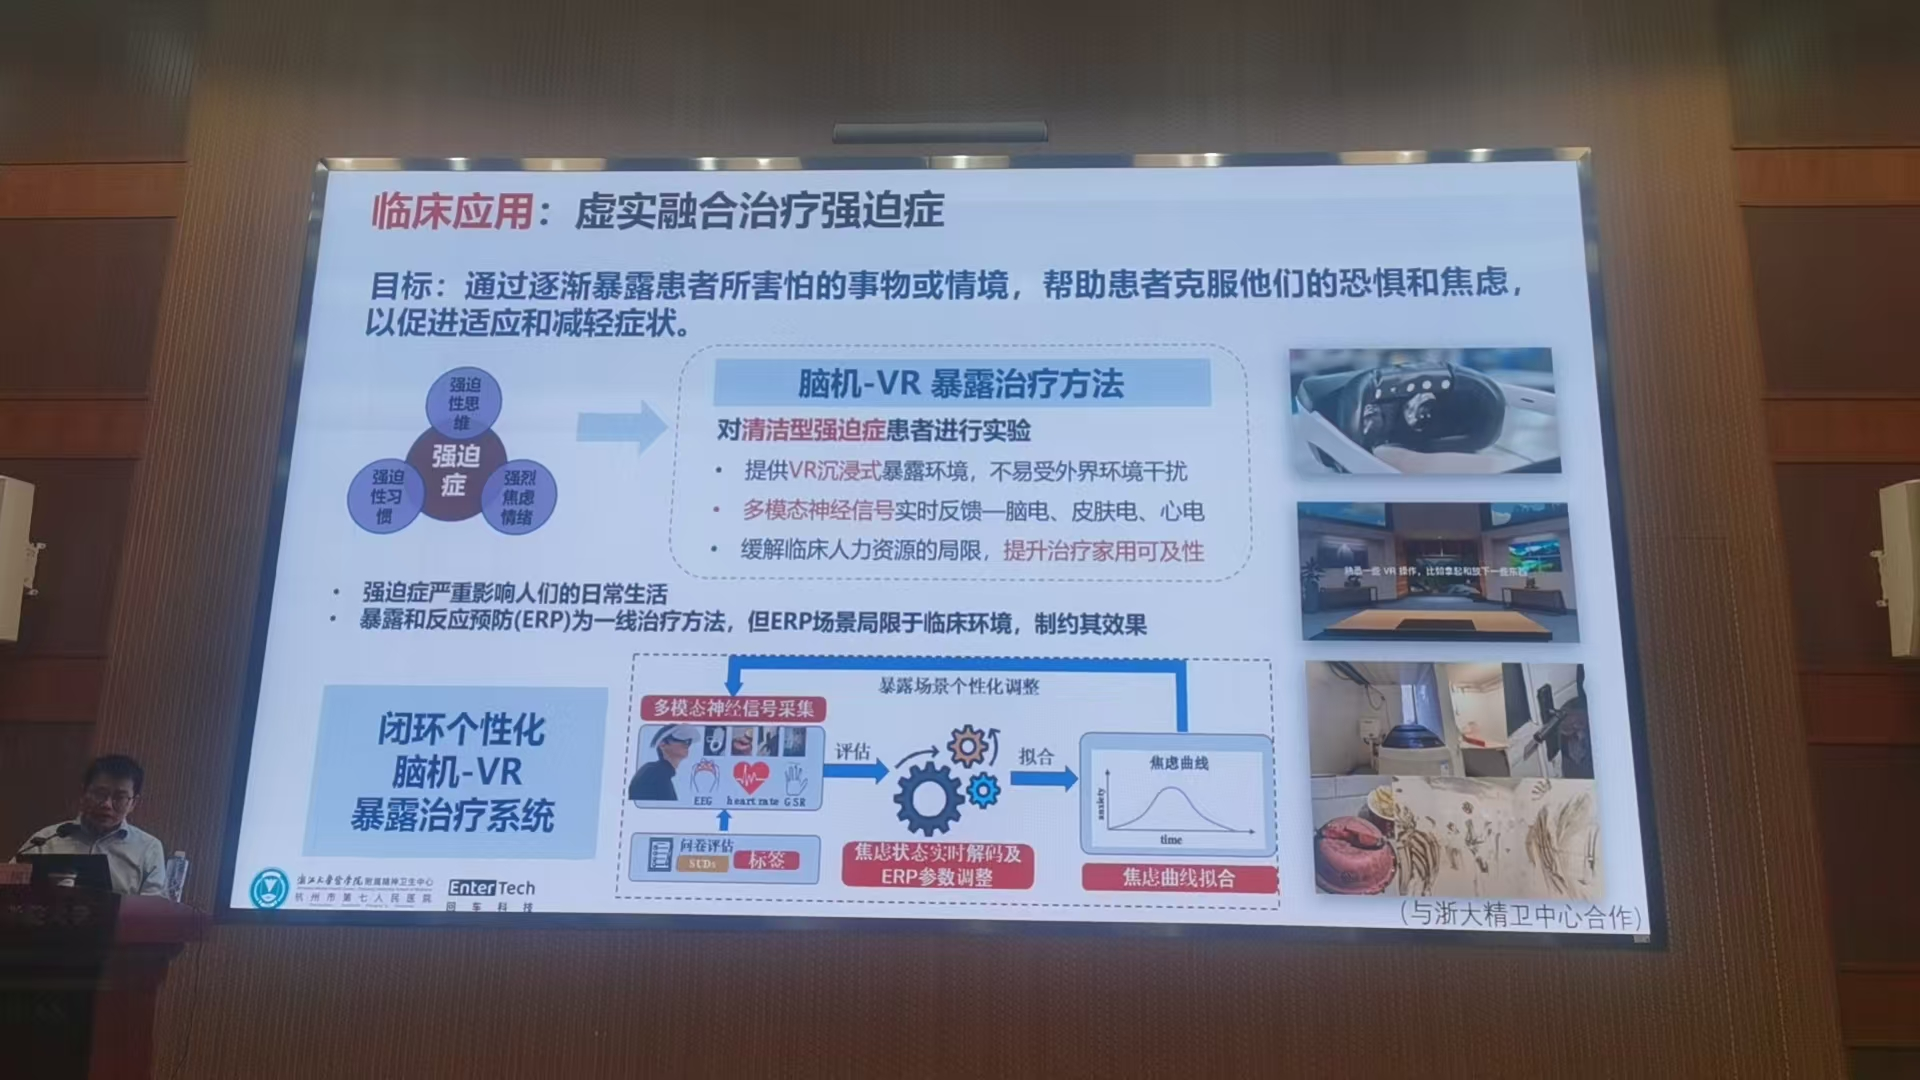 临床应用：虚实融合治疗强迫症
目标：通过逐渐暴露患者所害怕的事物或情境，帮助患者克服他们的恐惧和焦虑，
以促进适应和减轻症状。
强迫
性思
维
强迫
症
强迫
性习
惯
强烈
焦虑
情绪
脑机-VR 暴露治疗方法
对清洁型强迫症患者进行实验
• 提供VR沉浸式暴露环境，不易受外界环境干扰
• 多模态神经信号实时反馈—脑电、皮肤电、心电
• 缓解临床人力资源的局限，提升治疗家用可及性
熟悉一些 VR 操作，比如拿起和放下一些东西
• 强迫症严重影响人们的日常生活
• 暴露和反应预防(ERP)为一线治疗方法，但ERP场景局限于临床环境，制约其效果
闭环个性化
脑机-VR
暴露治疗系统
暴露场景个性化调整
多模态神经信号采集
EEG heart rate GSR
问卷评估
SUDs 标签
评估
焦虑状态实时解码及
ERP参数调整
拟合
焦虑曲线
anxiety
time
焦虑曲线拟合
浙江大学医学院附属精神卫生中心
杭州市第七人民医院
EnterTech
回车科技
（与浙大精卫中心合作）